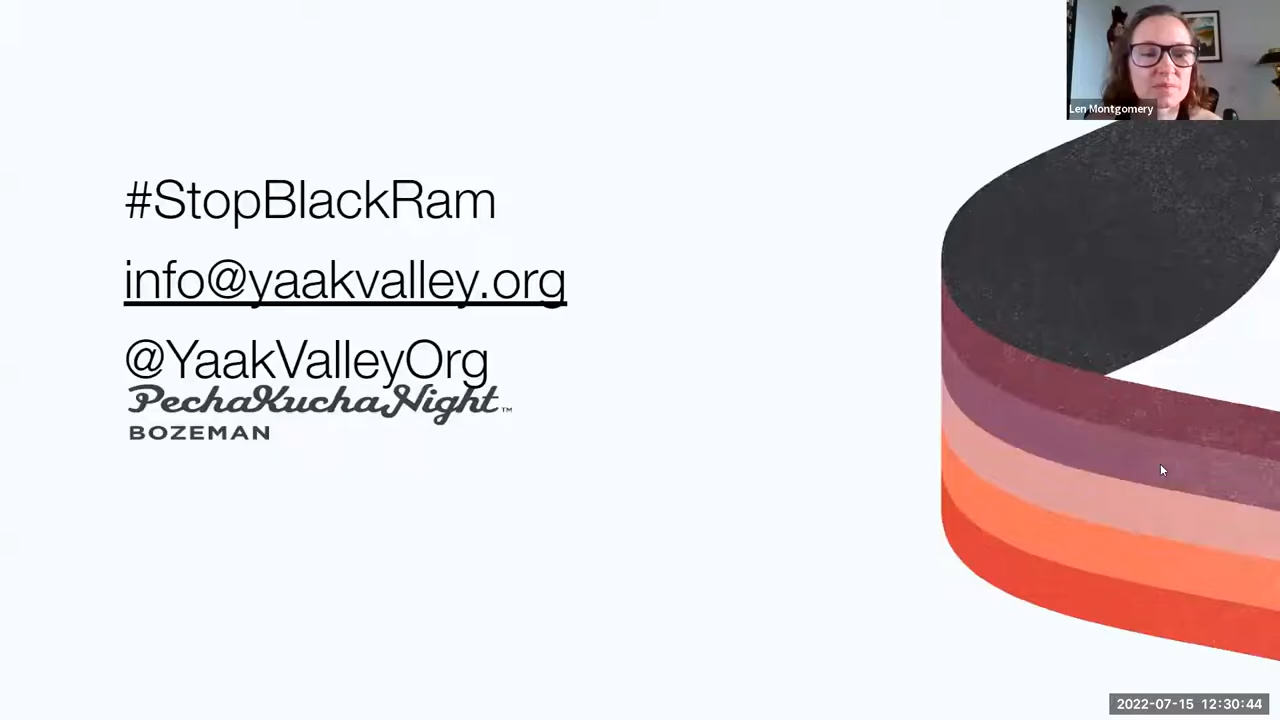 Len Montgomery
#StopBlackRam
info@yaakvalley.org
@YaakValleyOrg
PechaKuchaNight™
BOZEMAN
2022-07-15 12:30:44